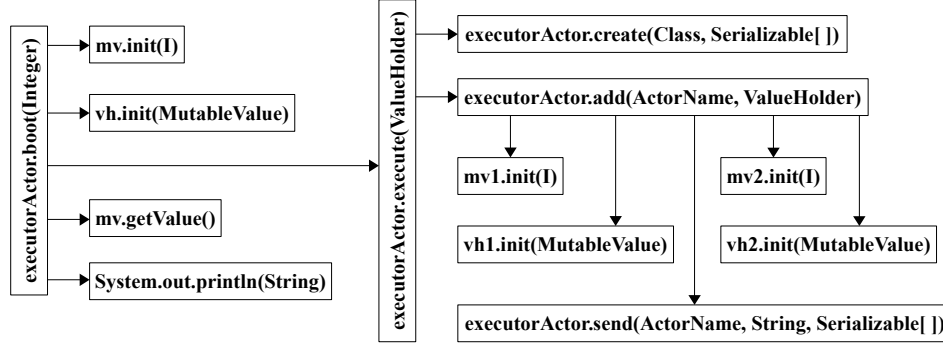 executorActor.boot(Integer)
mv.init(I)
vh.init(MutableValue)
mv.getValue()
System.out.println(String)
executorActor.execute(ValueHolder)
executorActor.create(Class, Serializable[ ])
executorActor.add(ActorName, ValueHolder)
mv1.init(I)
mv2.init(I)
vh1.init(MutableValue)
vh2.init(MutableValue)
executorActor.send(ActorName, String, Serializable[ ])